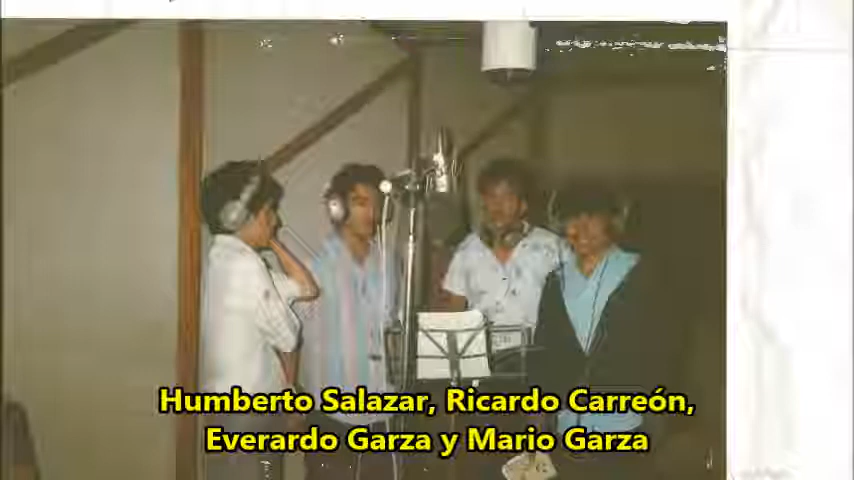 Humberto Salazar, Ricardo Carreón,
Everardo Garza y Mario Garza